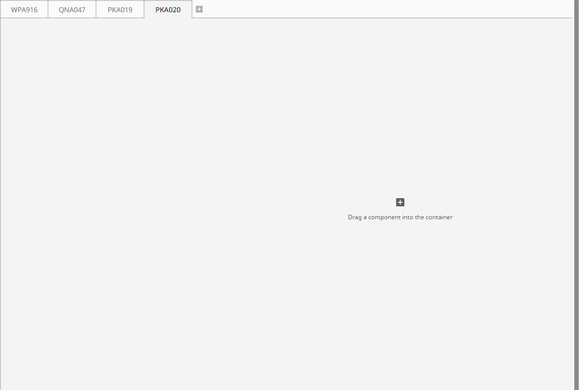 WPA916 QNA047 PKA019 PKA020
Drag a component into the container